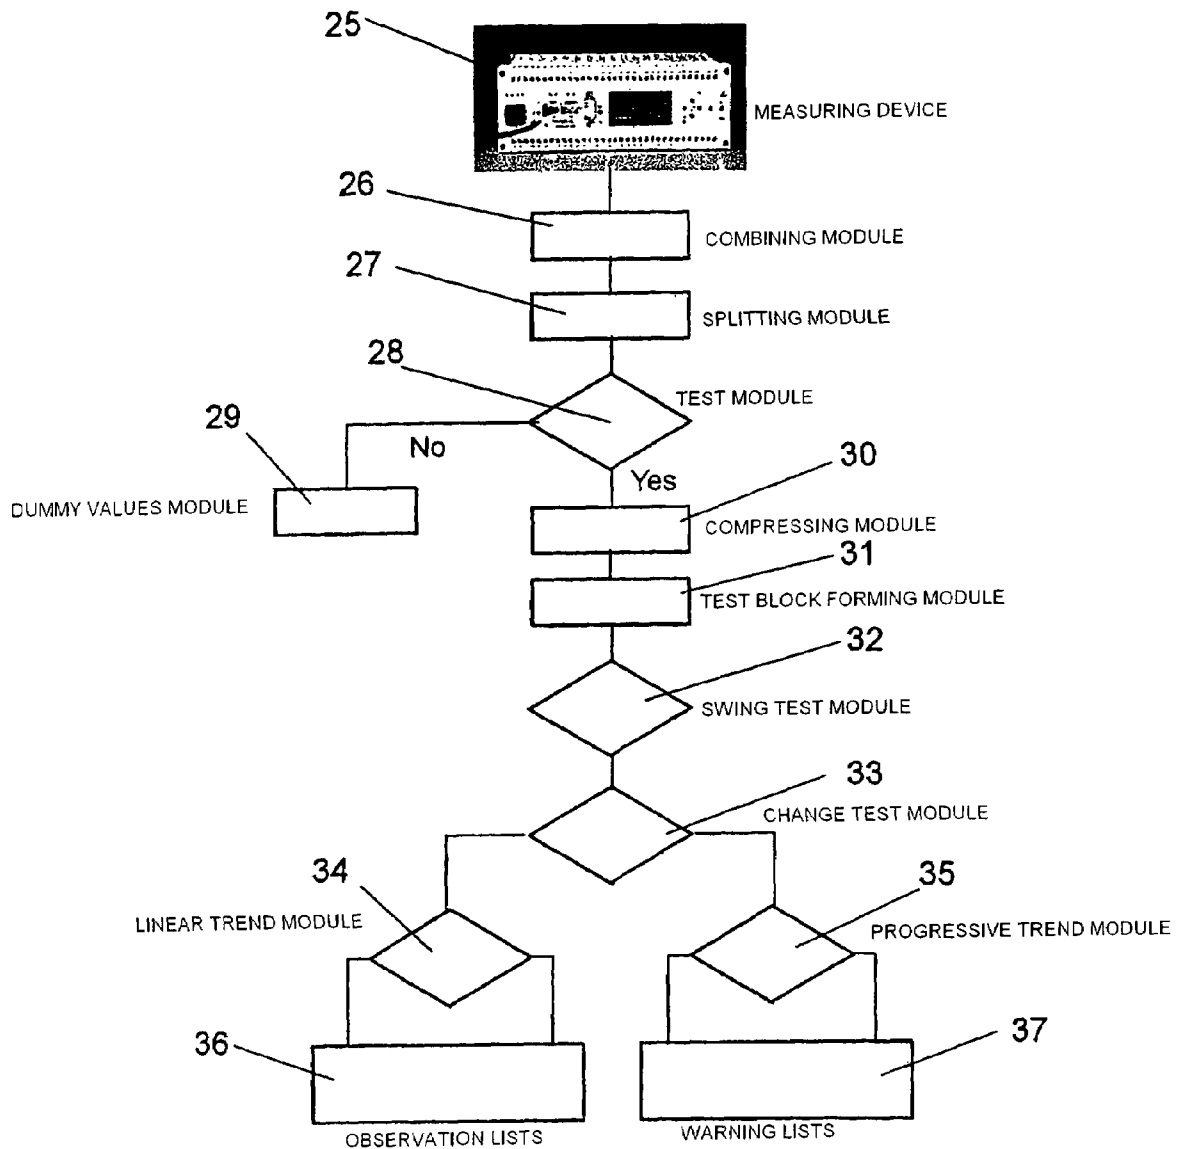 25
MEASURING DEVICE
26
COMBINING MODULE
27
SPLITTING MODULE
28
TEST MODULE
29
No
30
Yes
DUMMY VALUES MODULE
COMPRESSING MODULE
31
TEST BLOCK FORMING MODULE
32
SWING TEST MODULE
33
CHANGE TEST MODULE
34
35
LINEAR TREND MODULE
PROGRESSIVE TREND MODULE
36
37
OBSERVATION LISTS
WARNING LISTS